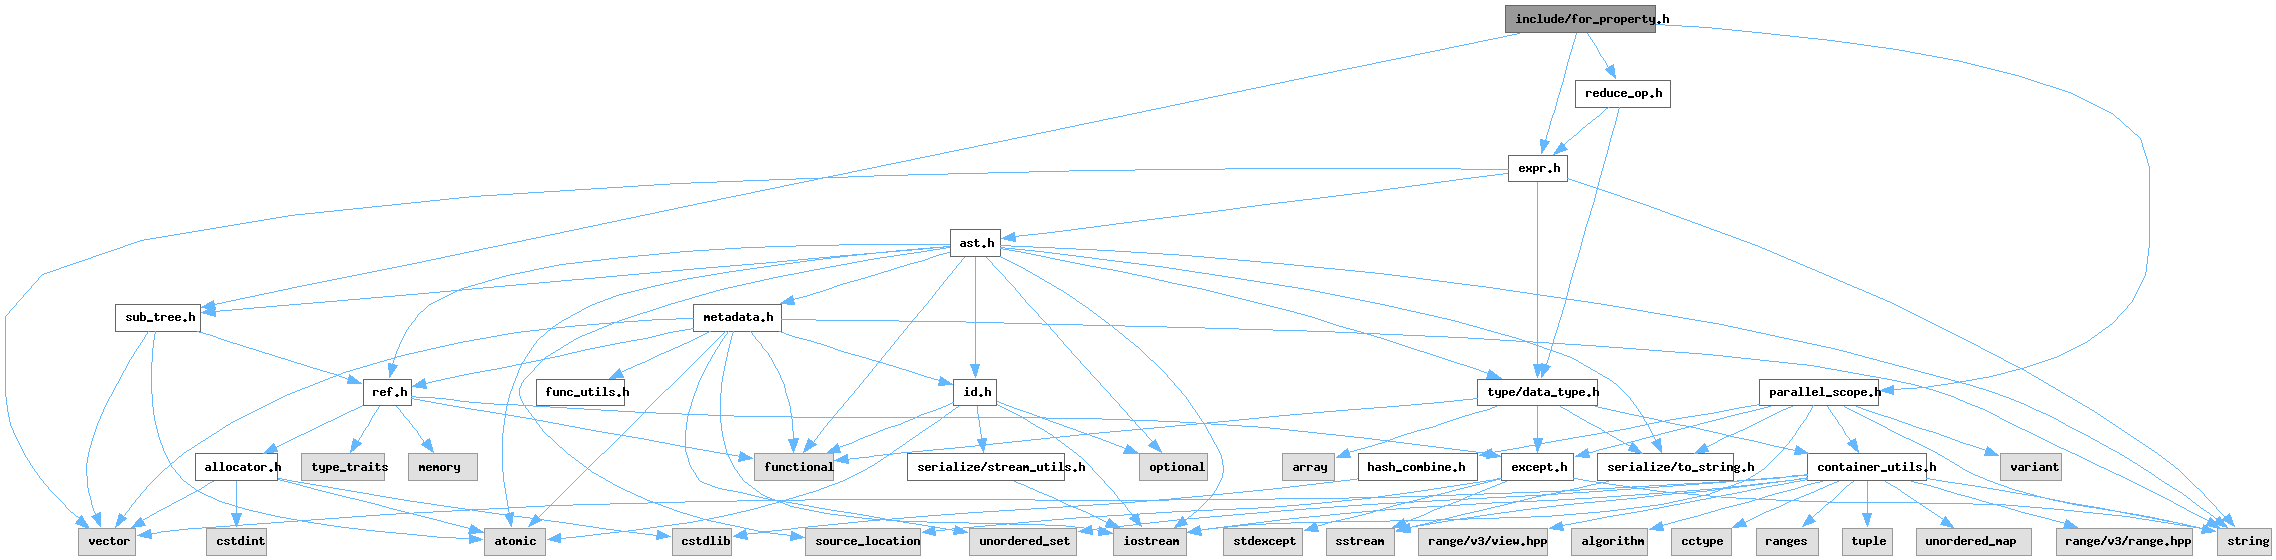 include/for_property.h
reduce_op.h
expr.h
ast.h
sub_tree.h
metadata.h
ref.h
func_utils.h
id.h
type/data_type.h
parallel_scope.h
allocator.h
type_traits
memory
functional
serialize/stream_utils.h
optional
array
hash_combine.h
except.h
serialize/to_string.h
container_utils.h
variant
vector
cstdint
atomic
cstdlib
source_location
unordered_set
iostream
stdexcept
sstream
range/v3/view.hpp
algorithm
cctype
ranges
tuple
unordered_map
range/v3/range.hpp
string